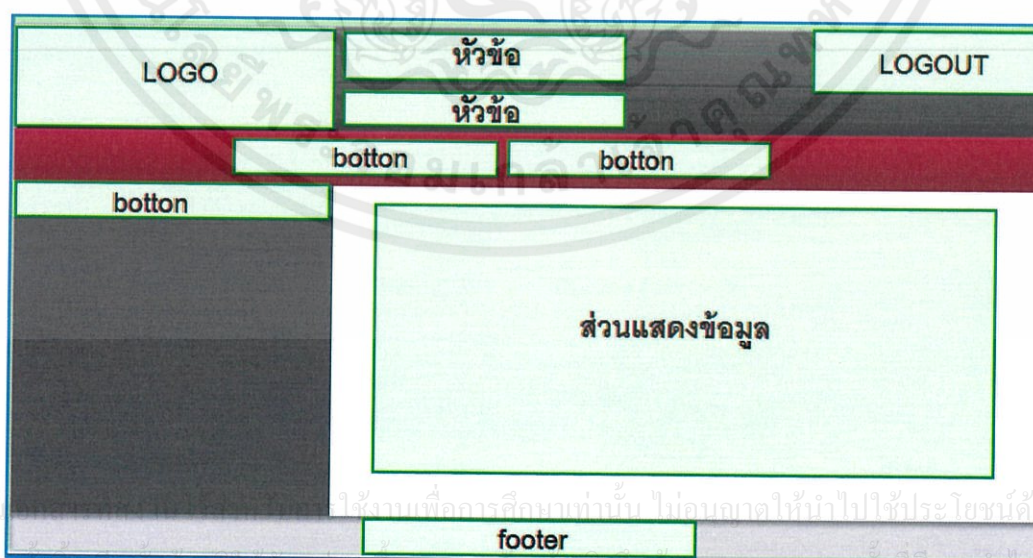 LOGO
หัวข้อ
LOGOUT
หัวข้อ
botton
botton
botton
ส่วนแสดงข้อมูล
ใช้งานเพื่อการศึกษาเท่านั้น ไม่อนุญาตให้นำไปใช้ประโยชน์ด้
footer